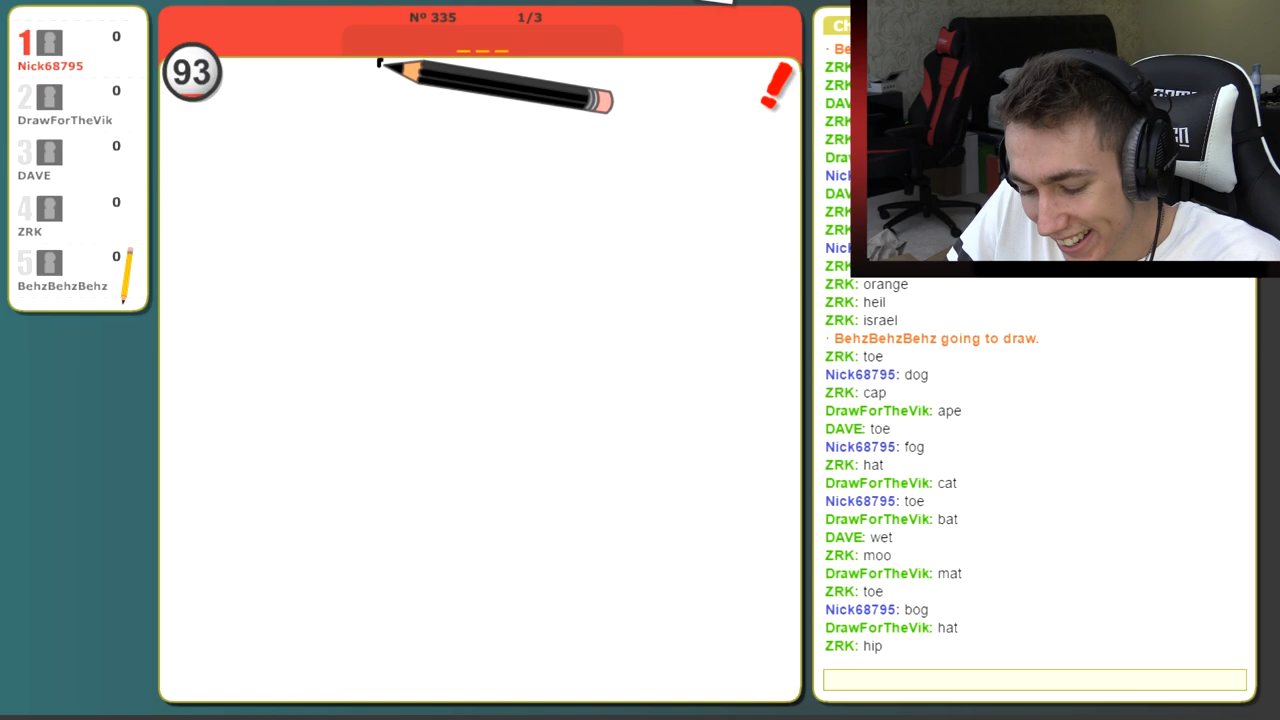 Nº 335 1/3
93
1 0
Nick68795
2 0
DrawForTheVik
3 0
DAVE
4 0
ZRK
5 0
BehzBehzBehz
ZRK: orange
ZRK: heil
ZRK: israel
· BehzBehzBehz going to draw.
ZRK: toe
Nick68795: dog
ZRK: cap
DrawForTheVik: ape
DAVE: toe
Nick68795: fog
ZRK: hat
DrawForTheVik: cat
Nick68795: toe
DrawForTheVik: bat
DAVE: wet
ZRK: moo
DrawForTheVik: mat
ZRK: toe
Nick68795: bog
DrawForTheVik: hat
ZRK: hip